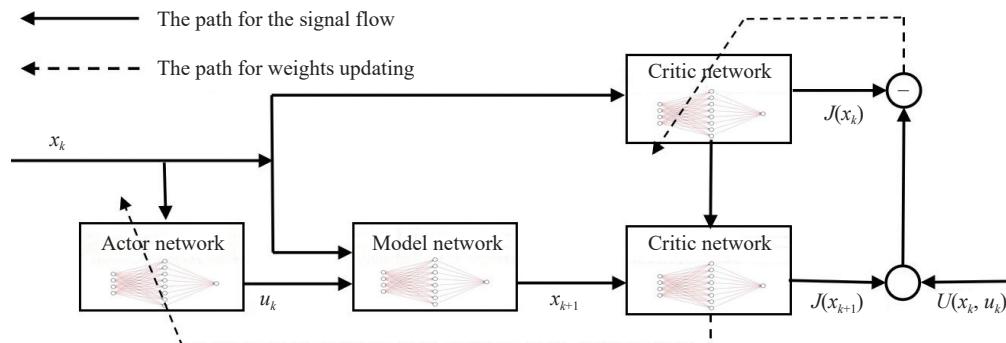 The path for the signal flow
The path for weights updating
Critic network
−
J(x_k)
x_k
Actor network
Model network
Critic network
u_k
x_{k+1}
J(x_{k+1})
U(x_k, u_k)